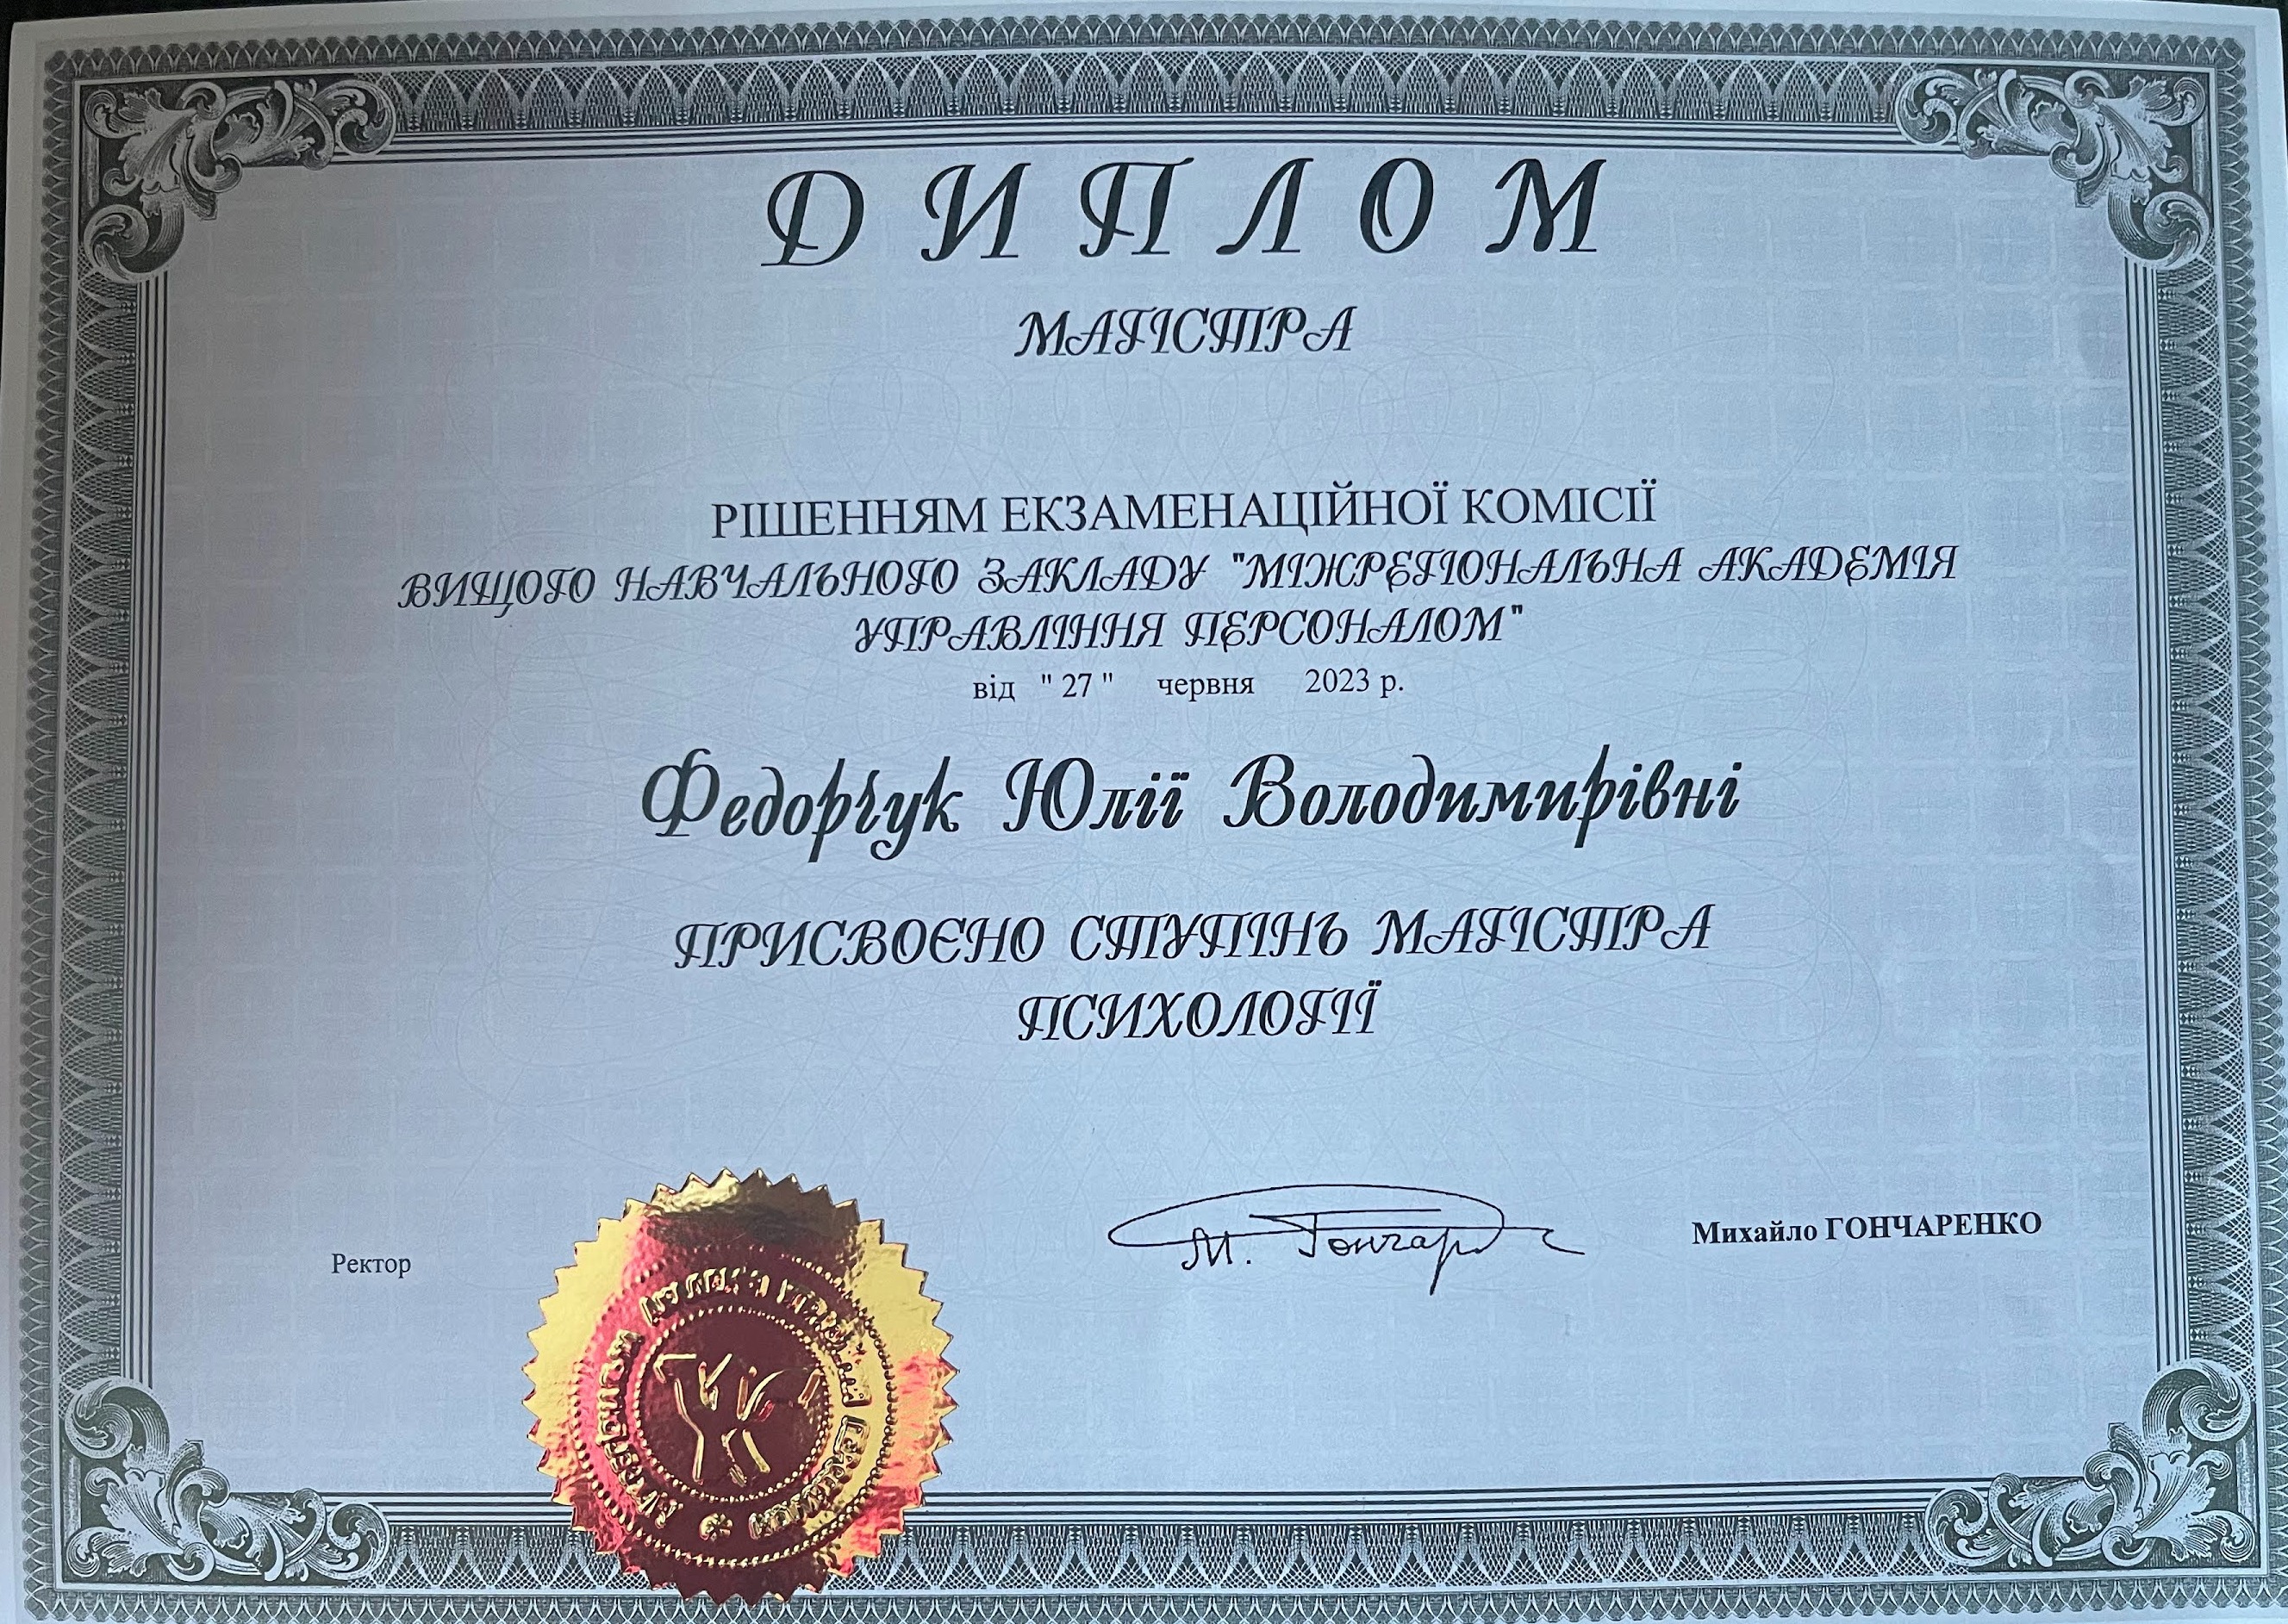 ДИПЛОМ
МАГІСТРА
РІШЕННЯМ ЕКЗАМЕНАЦІЙНОЇ КОМІСІЇ
ВИЩОГО НАВЧАЛЬНОГО ЗАКЛАДУ "МІЖРЕГІОНАЛЬНА АКАДЕМІЯ
УПРАВЛІННЯ ПЕРСОНАЛОМ"
від " 27 " червня 2023 р.
Федорчук Юлії Володимирівні
ПРИСВОЄНО СТУПІНЬ МАГІСТРА
ПСИХОЛОГІЇ
Ректор
М. Гончар
Михайло ГОНЧАРЕНКО